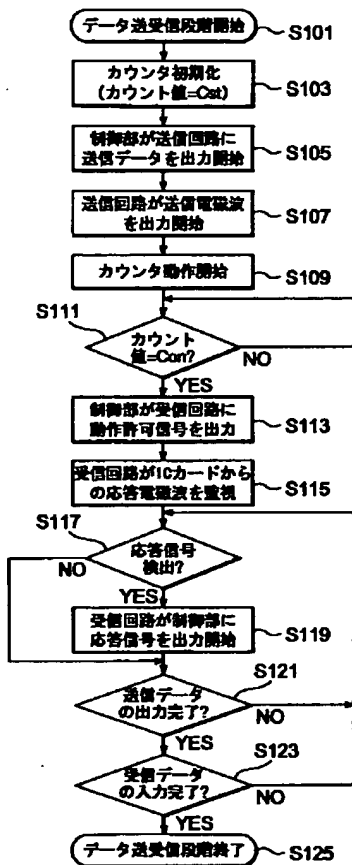 データ送受信段階開始
S101
カウンタ初期化
(カウント値=Cst)
S103
制御部が送信回路に
送信データを出力開始
S105
送信回路が送信電磁波
を出力開始
S107
カウンタ動作開始
S109
S111
カウント
値=Con?
NO
YES
制御部が受信回路に
動作許可信号を出力
S113
受信回路がICカードから
の応答電磁波を監視
S115
S117
応答信号
検出?
NO
YES
受信回路が制御部に
応答信号を出力開始
S119
S121
送信データ
の出力完了?
NO
YES
S123
受信データ
の入力完了?
NO
YES
データ送受信段階終了
S125